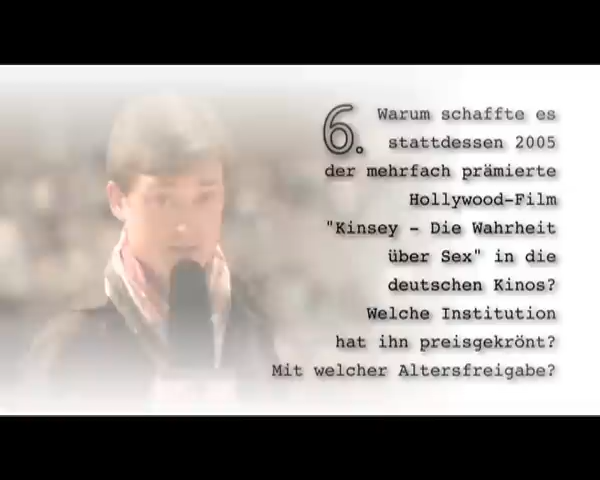 6. Warum schaffte es
stattdessen 2005
der mehrfach prämierte
Hollywood-Film
"Kinsey - Die Wahrheit
über Sex" in die
deutschen Kinos?
Welche Institution
hat ihn preisgekrönt?
Mit welcher Altersfreigabe?